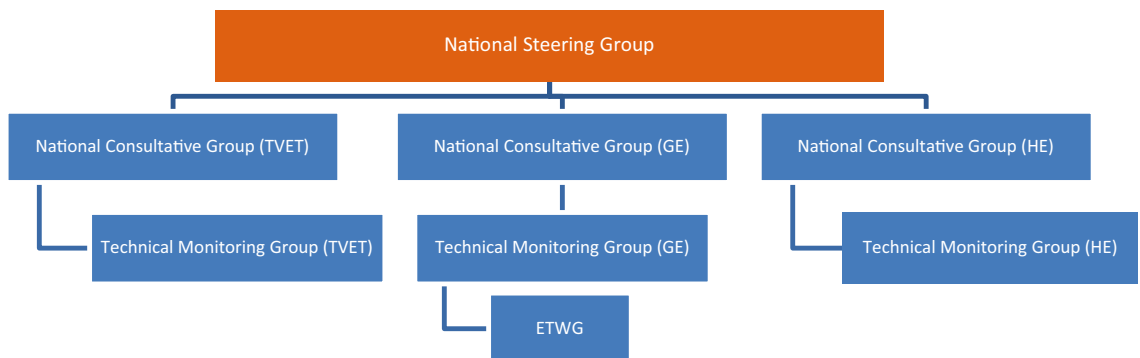 National Steering Group
National Consultative Group (TVET)
National Consultative Group (GE)
National Consultative Group (HE)
Technical Monitoring Group (TVET)
Technical Monitoring Group (GE)
Technical Monitoring Group (HE)
ETWG